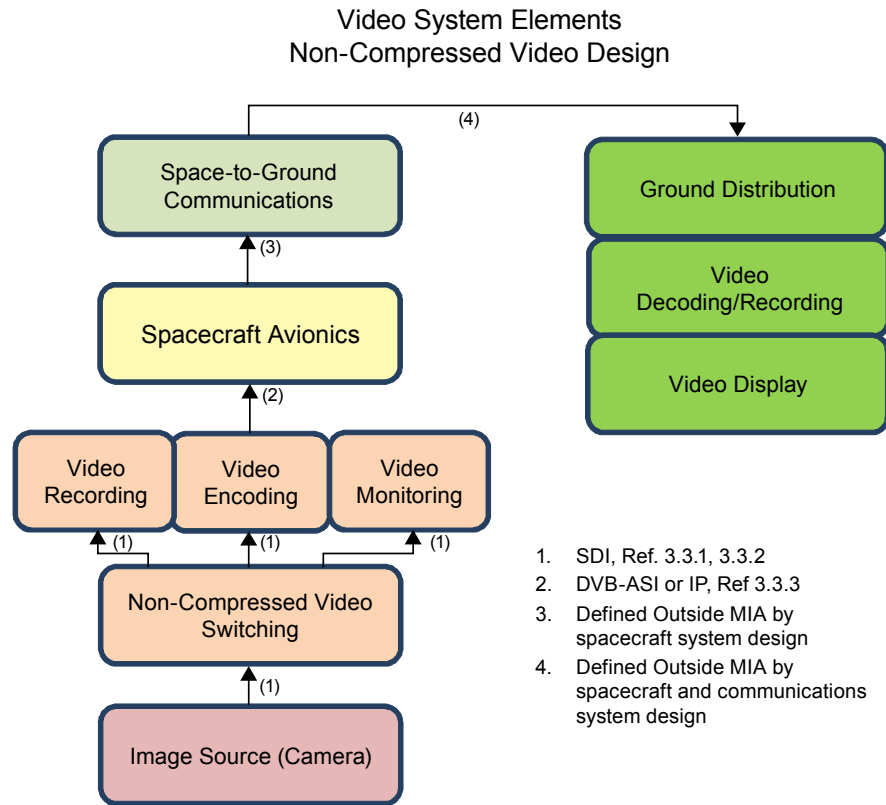 Video System Elements
Non-Compressed Video Design
(4)
Space-to-Ground
Communications
Ground Distribution
(3)
Video
Decoding/Recording
Spacecraft Avionics
Video Display
(2)
Video
Recording
Video
Encoding
Video
Monitoring
(1)
(1)
(1)
Non-Compressed Video
Switching
(1)
Image Source (Camera)
1. SDI, Ref. 3.3.1, 3.3.2
2. DVB-ASI or IP, Ref 3.3.3
3. Defined Outside MIA by
spacecraft system design
4. Defined Outside MIA by
spacecraft and communications
system design